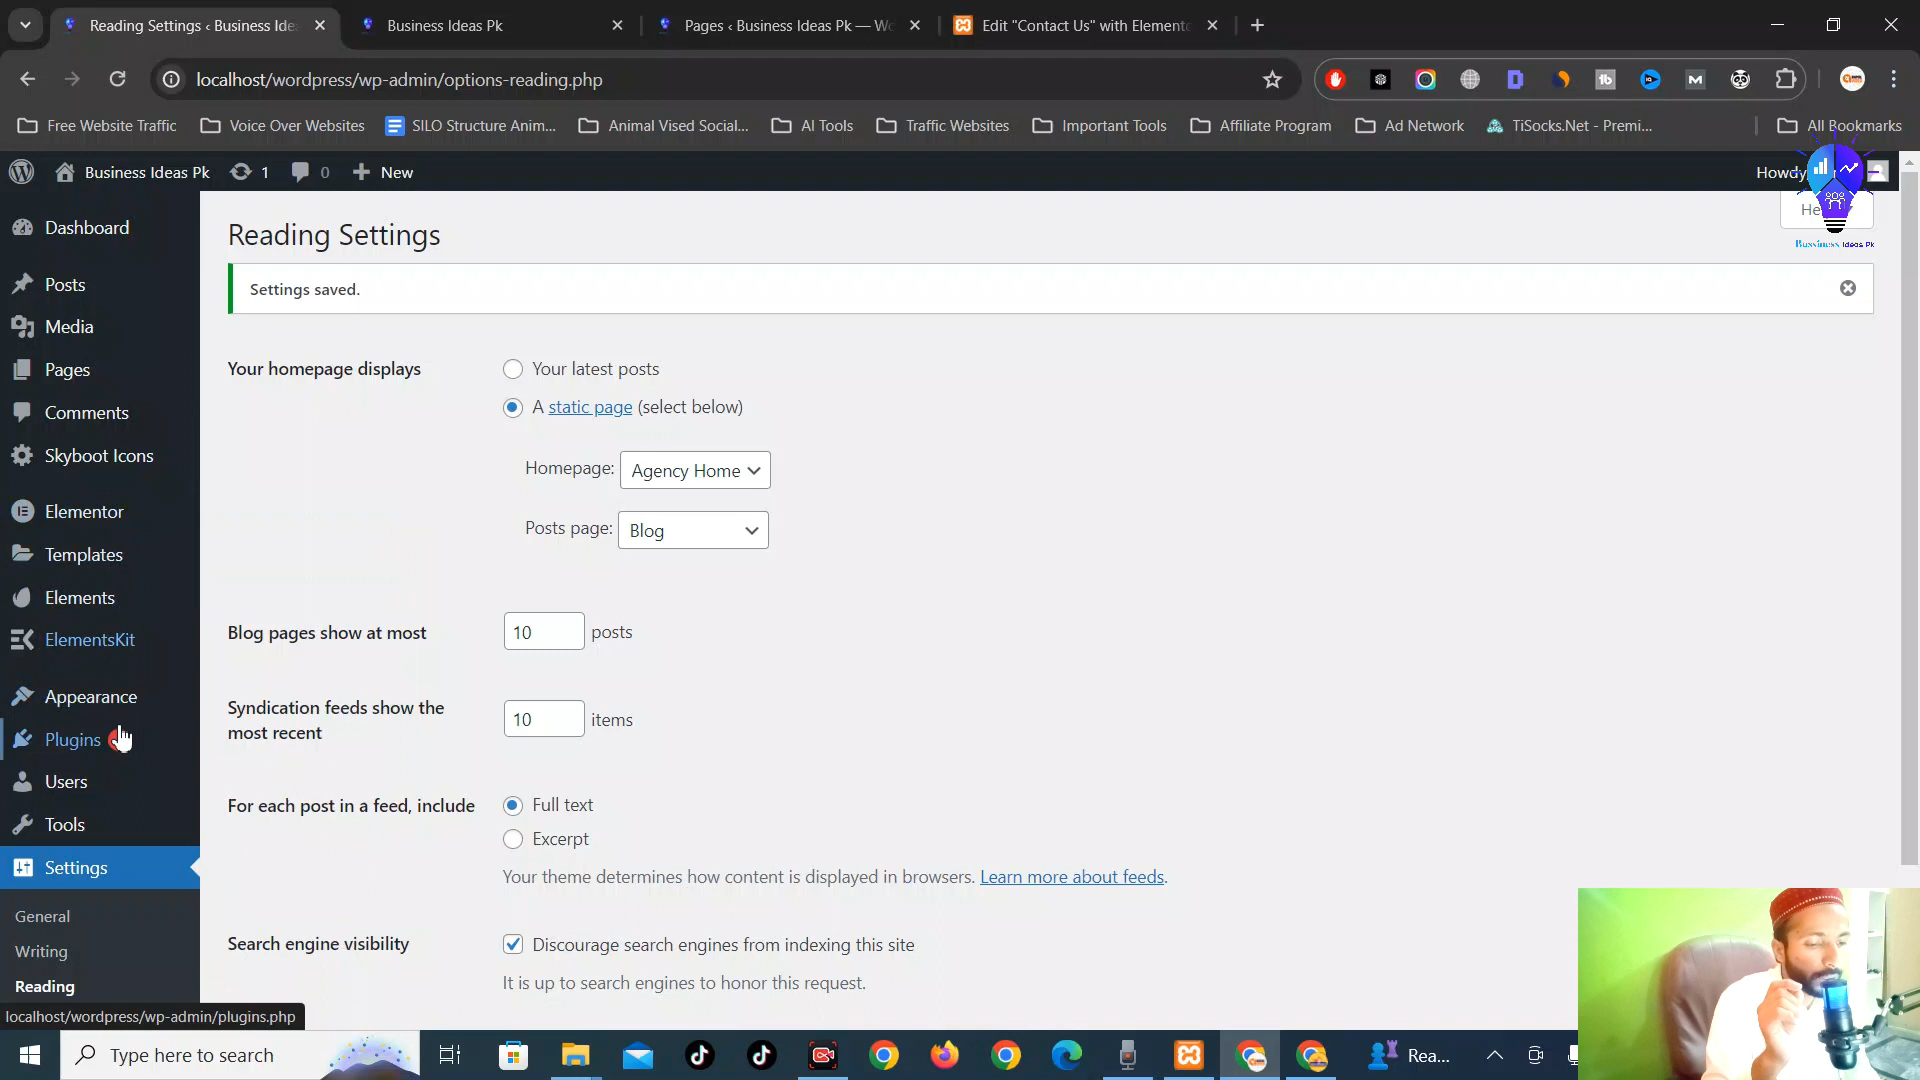 Reading Settings ‹ Business Ide
Business Ideas Pk
Pages ‹ Business Ideas Pk — Wo
Edit "Contact Us" with Elemento
localhost/wordpress/wp-admin/options-reading.php
Free Website Traffic
Voice Over Websites
SILO Structure Anim...
Animal Vised Social...
AI Tools
Traffic Websites
Important Tools
Affiliate Program
Ad Network
TiSocks.Net - Premi...
All Bookmarks
Business Ideas Pk
1
0
New
Howdy,
He
Bussiness Ideas Pk
Dashboard
Posts
Media
Pages
Comments
Skyboot Icons
Elementor
Templates
Elements
ElementsKit
Appearance
Plugins
Users
Tools
Settings
General
Writing
Reading
localhost/wordpress/wp-admin/plugins.php
Reading Settings
Settings saved.
Your homepage displays
Your latest posts
A static page (select below)
Homepage: Agency Home
Posts page: Blog
Blog pages show at most 10 posts
Syndication feeds show the
most recent
10 items
For each post in a feed, include
Full text
Excerpt
Your theme determines how content is displayed in browsers. Learn more about feeds.
Search engine visibility
Discourage search engines from indexing this site
It is up to search engines to honor this request.
Type here to search
Rea...